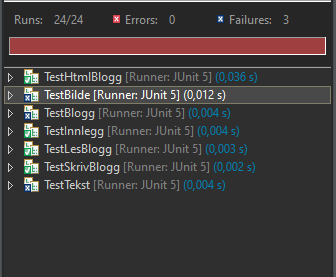 Runs: 24/24 Errors: 0 Failures: 3
TestHtmlBlogg [Runner: JUnit 5] (0,036 s)
TestBilde [Runner: JUnit 5] (0,012 s)
TestBlogg [Runner: JUnit 5] (0,004 s)
TestInnlegg [Runner: JUnit 5] (0,004 s)
TestLesBlogg [Runner: JUnit 5] (0,003 s)
TestSkrivBlogg [Runner: JUnit 5] (0,002 s)
TestTekst [Runner: JUnit 5] (0,004 s)